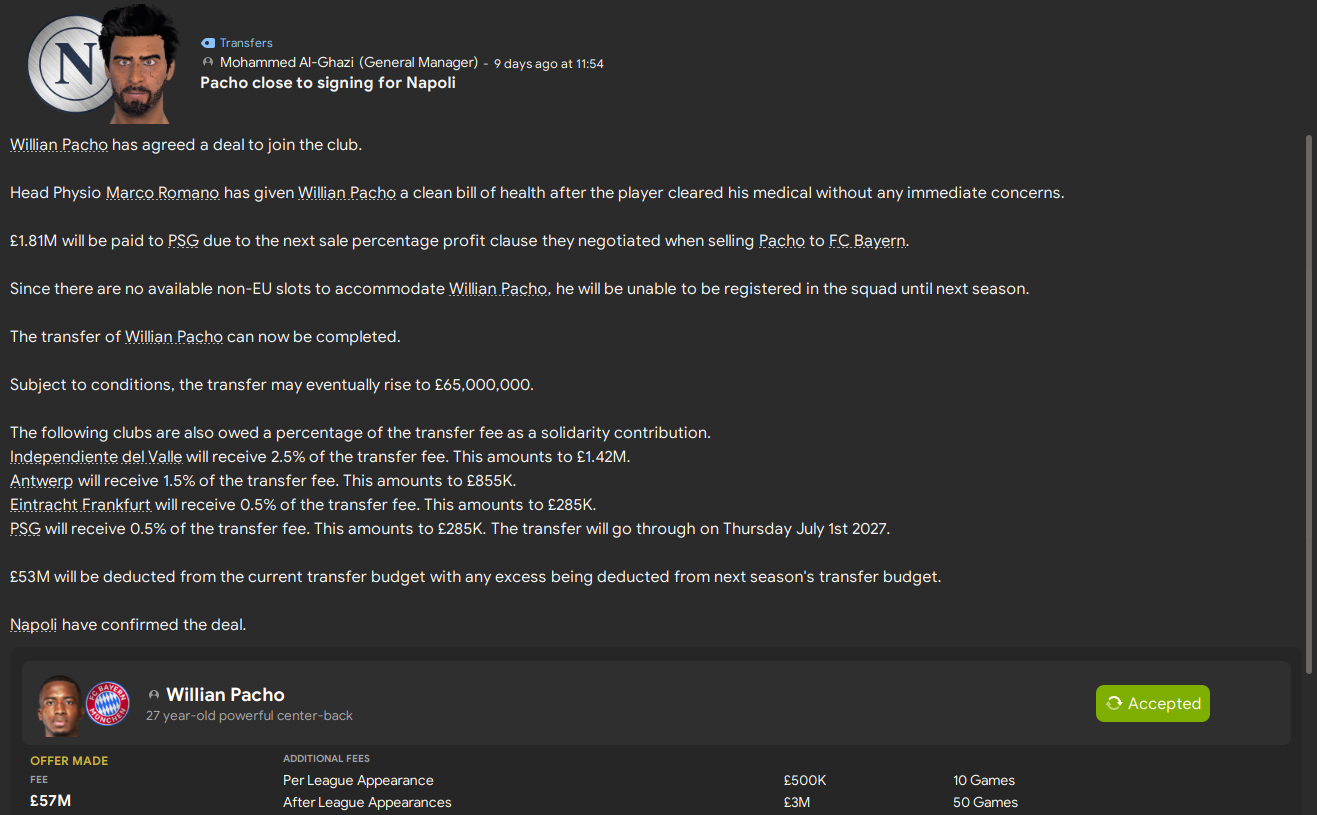 N
Transfers
Mohammed Al-Ghazi (General Manager) - 9 days ago at 11:54
Pacho close to signing for Napoli
Willian Pacho has agreed a deal to join the club.
Head Physio Marco Romano has given Willian Pacho a clean bill of health after the player cleared his medical without any immediate concerns.
£1.81M will be paid to PSG due to the next sale percentage profit clause they negotiated when selling Pacho to FC Bayern.
Since there are no available non-EU slots to accommodate Willian Pacho, he will be unable to be registered in the squad until next season.
The transfer of Willian Pacho can now be completed.
Subject to conditions, the transfer may eventually rise to £65,000,000.
The following clubs are also owed a percentage of the transfer fee as a solidarity contribution.
Independiente del Valle will receive 2.5% of the transfer fee. This amounts to £1.42M.
Antwerp will receive 1.5% of the transfer fee. This amounts to £855K.
Eintracht Frankfurt will receive 0.5% of the transfer fee. This amounts to £285K.
PSG will receive 0.5% of the transfer fee. This amounts to £285K. The transfer will go through on Thursday July 1st 2027.
£53M will be deducted from the current transfer budget with any excess being deducted from next season's transfer budget.
Napoli have confirmed the deal.
FC BAYERN MÜNCHEN
Willian Pacho
27 year-old powerful center-back
Accepted
OFFER MADE
FEE
£57M
ADDITIONAL FEES
Per League Appearance £500K 10 Games
After League Appearances £3M 50 Games